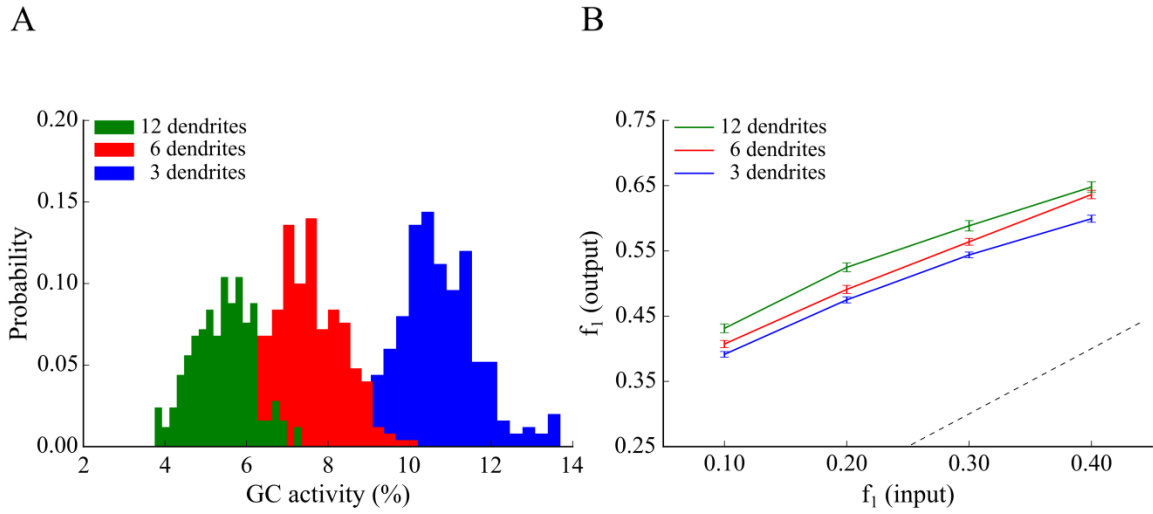 A
0.20
12 dendrites
6 dendrites
3 dendrites
0.15
0.10
0.05
0.00
Probability
2 4 6 8 10 12 14
GC activity (%)
B
0.75
12 dendrites
6 dendrites
3 dendrites
0.65
0.55
0.45
0.35
0.25
f₁ (output)
0.10 0.20 0.30 0.40
f₁ (input)